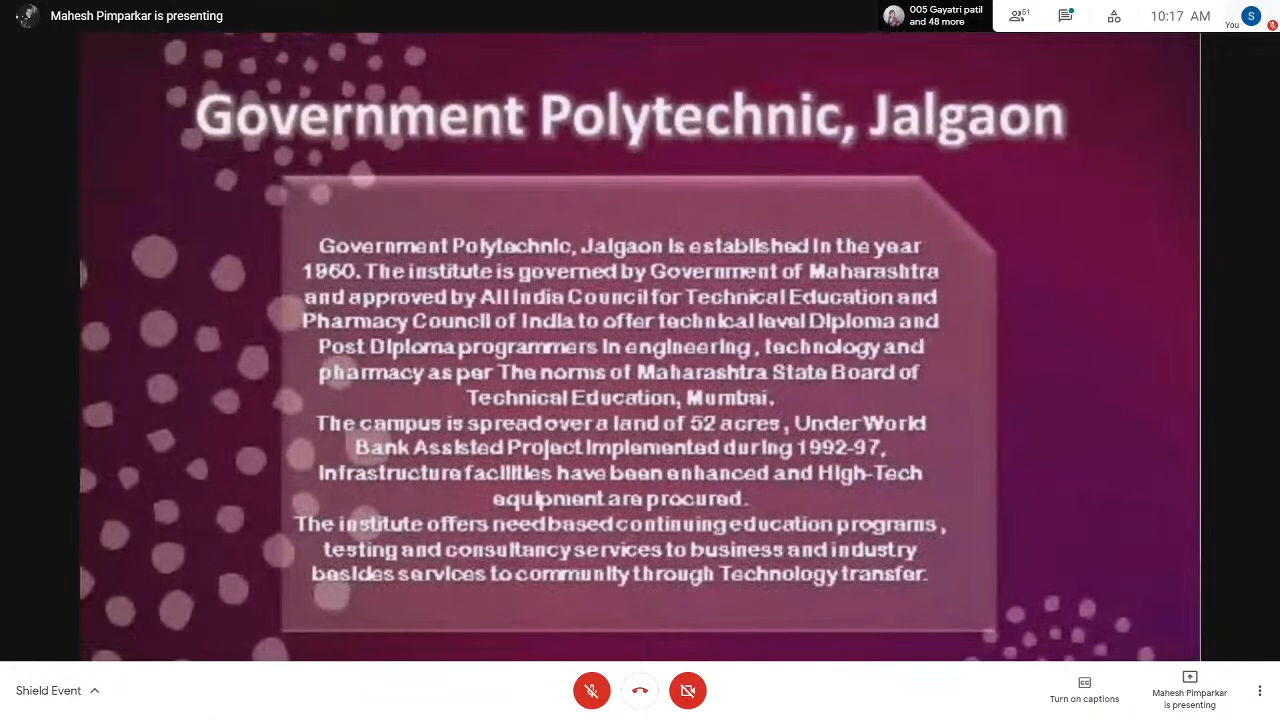 Mahesh Pimparkar is presenting
005 Gayatri patil
and 48 more
51
10:17 AM
You
S
Government Polytechnic, Jalgaon
Government Polytechnic, Jalgaon is established in the year
1960. The institute is governed by Government of Maharashtra
and approved by All India Council for Technical Education and
Pharmacy Council of India to offer technical level Diploma and
Post Diploma programmers in engineering , technology and
pharmacy as per The norms of Maharashtra State Board of
Technical Education, Mumbai.
The campus is spread over a land of 52 acres , Under World
Bank Assisted Project Implemented during 1992-97,
Infrastructure facilities have been enhanced and High-Tech
equipment are procured.
The institute offers need based continuing education programs ,
testing and consultancy services to business and industry
besides services to community through Technology transfer.
Shield Event
Turn on captions
Mahesh Pimparkar
is presenting